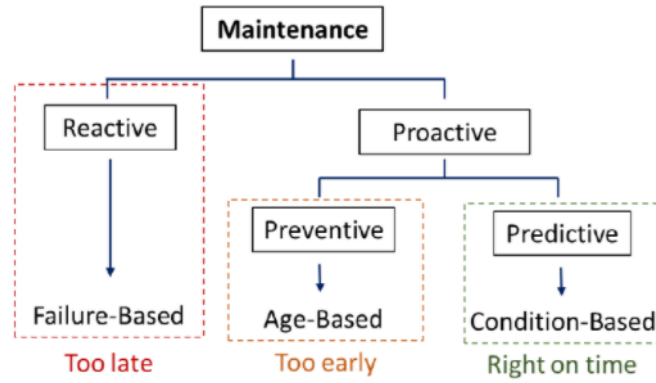 Maintenance
Reactive
Proactive
Preventive
Predictive
Failure-Based
Age-Based
Condition-Based
Too late
Too early
Right on time